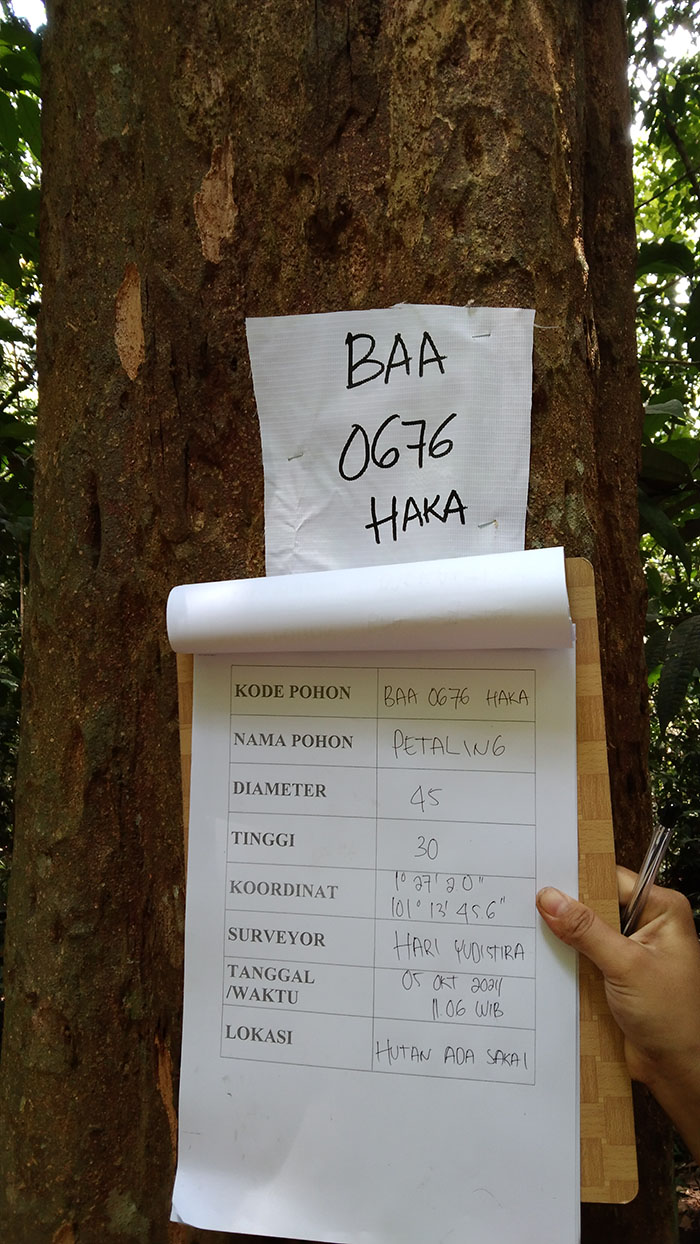 BAA
0676
HAKA
KODE POHON BAA 0676 HAKA
NAMA POHON PETALING
DIAMETER 45
TINGGI 30
KOORDINAT 1° 27' 20"
101° 13' 45.6"
SURVEYOR HARI YUDISTIRA
TANGGAL 05 OKT 2024
/WAKTU 11.06 WIB
LOKASI HUTAN ADA SAKAI